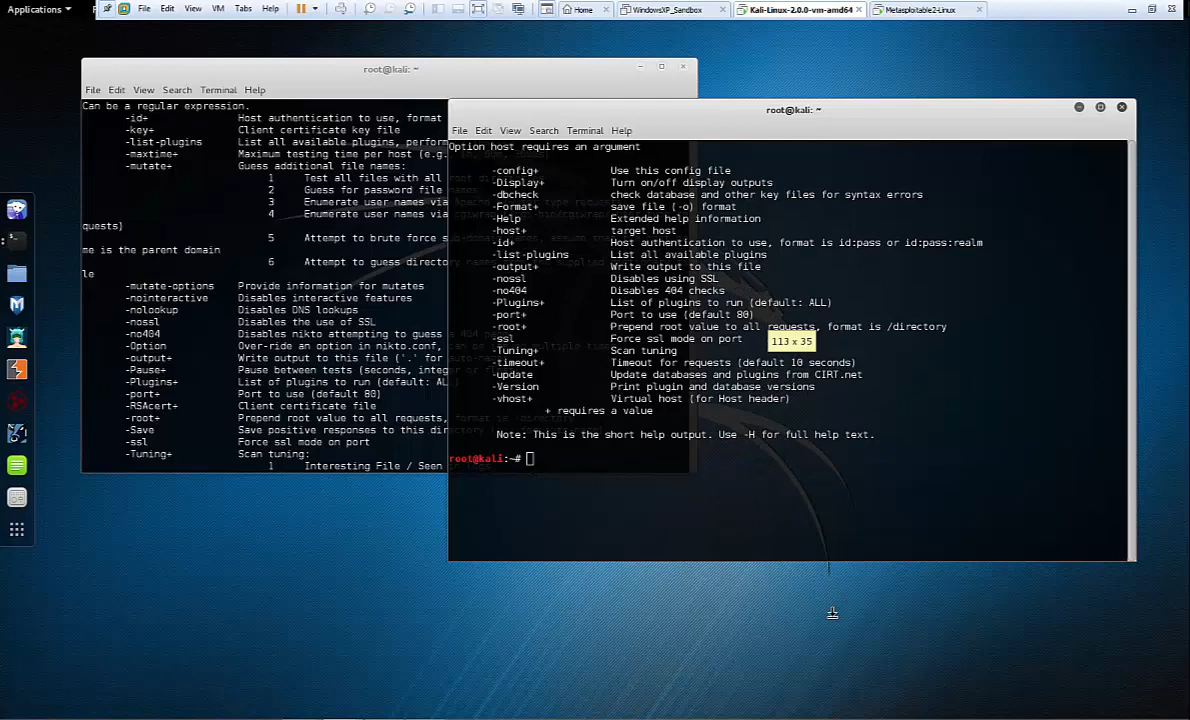 Applications
File Edit View VM Tabs Help
Home
WindowsXP_Sandbox
Kali-Linux-2.0.0-vm-amd64
Metasploitable2-Linux
root@kali: ~
File Edit View Search Terminal Help
Can be a regular expression.
-id+ Host authentication to use, format
-key+ Client certificate key file
-list-plugins List all available plugins, perform
-maxtime+ Maximum testing time per host (e.g.
-mutate+ Guess additional file names:
1 Test all files with all
2 Guess for password file
3 Enumerate user names via
4 Enumerate user names via
quests)
5 Attempt to brute force
me is the parent domain
6 Attempt to guess directory
le
-mutate-options Provide information for mutates
-nointeractive Disables interactive features
-nolookup Disables DNS lookups
-nossl Disables the use of SSL
-no404 Disables nikto attempting to guess a
-Option Over-ride an option in nikto.conf,
-output+ Write output to this file ('.' for
-Pause+ Pause between tests (seconds, integer
-Plugins+ List of plugins to run (default: AL
-port+ Port to use (default 80)
-RSAcert+ Client certificate file
-root+ Prepend root value to all requests,
-Save Save positive responses to this
-ssl Force ssl mode on port
-Tuning+ Scan tuning:
1 Interesting File / Seen
root@kali: ~
File Edit View Search Terminal Help
Option host requires an argument
-config+ Use this config file
-Display+ Turn on/off display outputs
-dbcheck check database and other key files for syntax errors
-Format+ save file (-o) format
-Help Extended help information
-host+ target host
-id+ Host authentication to use, format is id:pass or id:pass:realm
-list-plugins List all available plugins
-output+ Write output to this file
-nossl Disables using SSL
-no404 Disables 404 checks
-Plugins+ List of plugins to run (default: ALL)
-port+ Port to use (default 80)
-root+ Prepend root value to all requests, format is /directory
-ssl Force ssl mode on port
113 x 35
-Tuning+ Scan tuning
-timeout+ Timeout for requests (default 10 seconds)
-update Update databases and plugins from CIRT.net
-Version Print plugin and database versions
-vhost+ Virtual host (for Host header)
+ requires a value
Note: This is the short help output. Use -H for full help text.
root@kali:~#